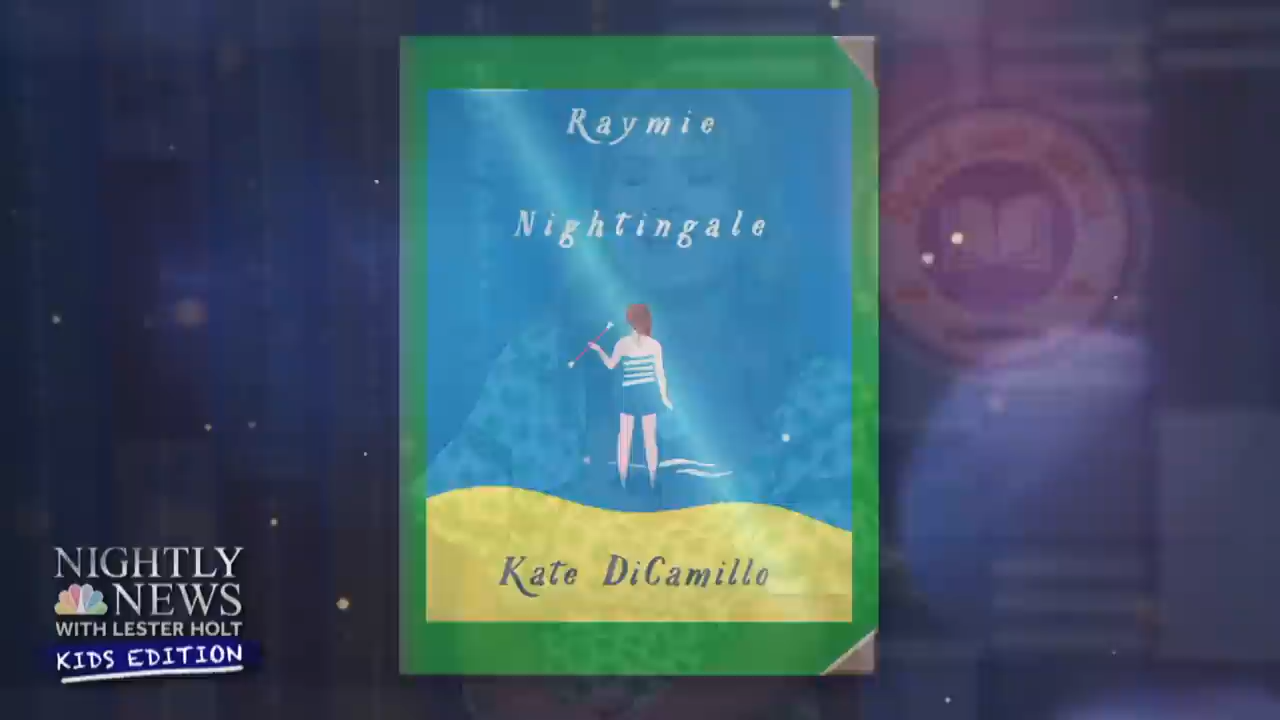 Raymie
Nightingale
Kate DiCamillo
NIGHTLY
NEWS
WITH LESTER HOLT
KIDS EDITION